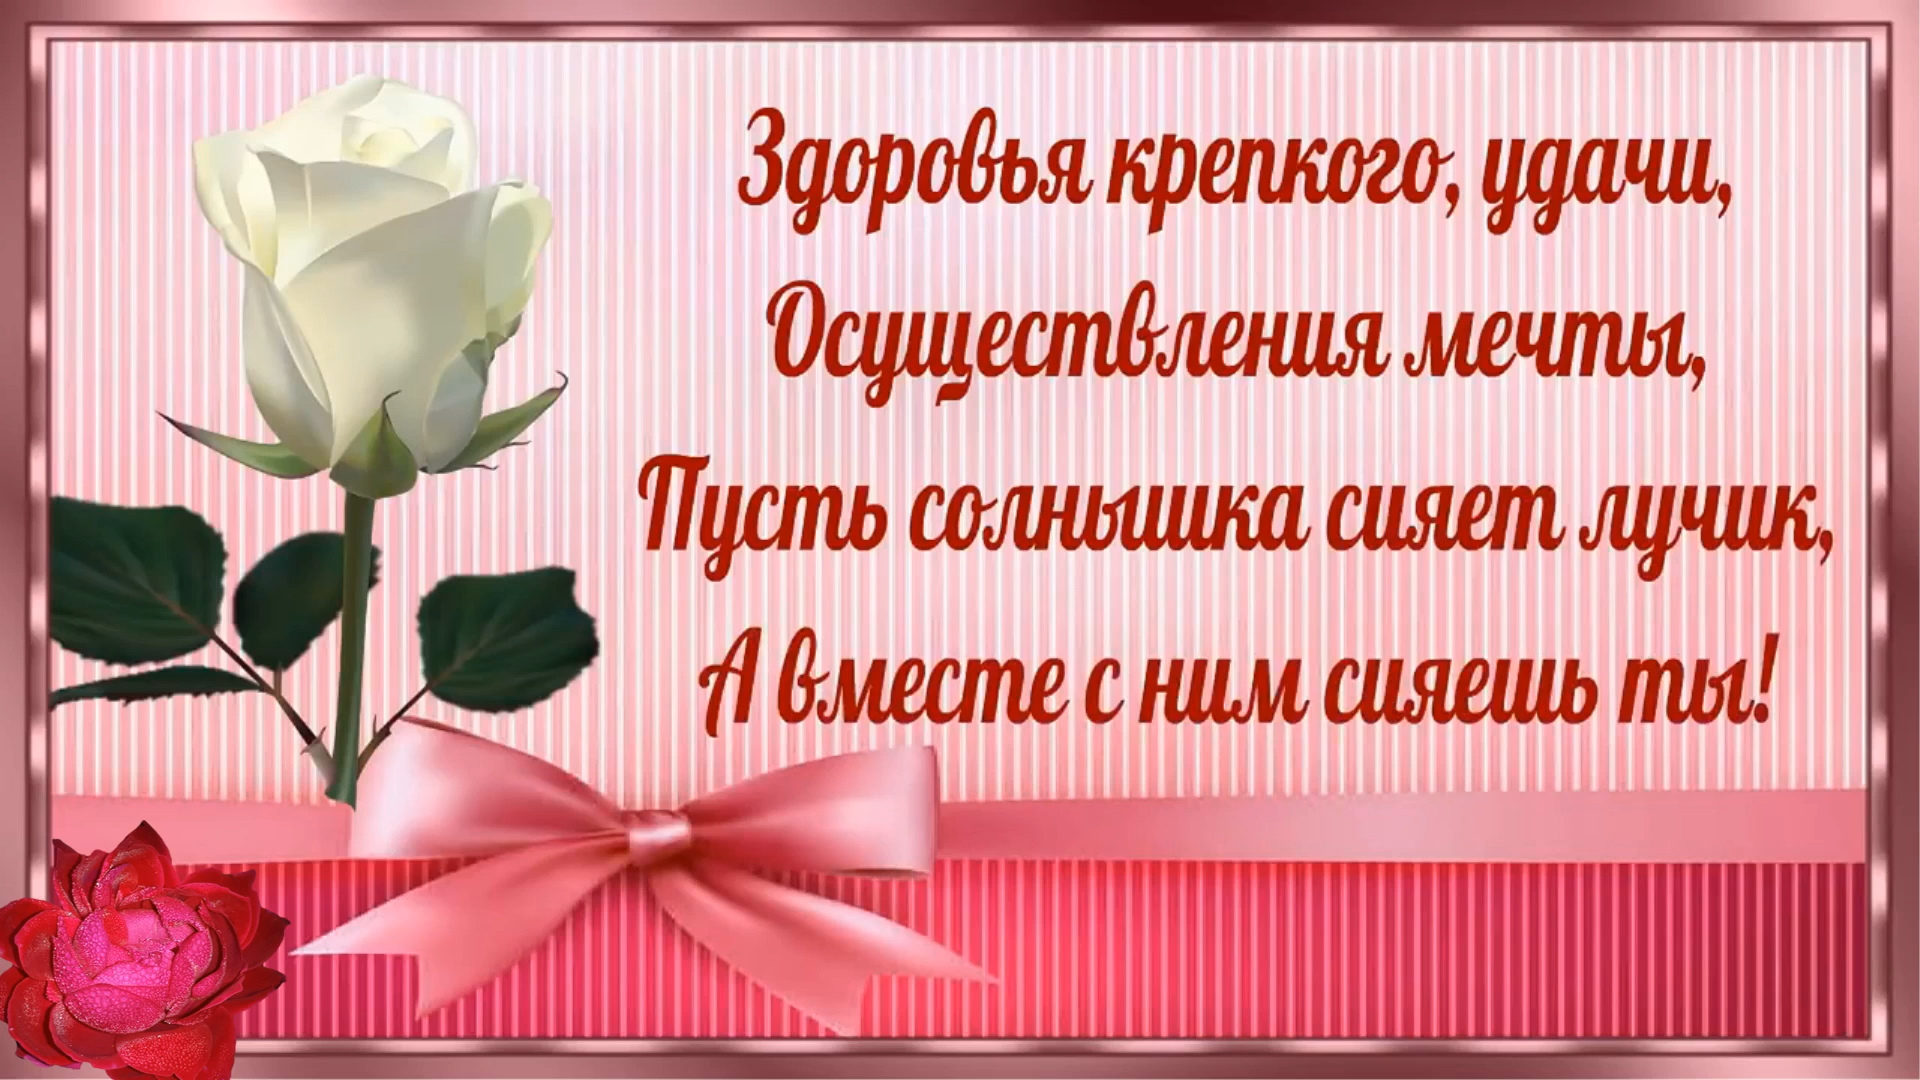 Здоровья крепкого, удачи,
Осуществления мечты,
Пусть солнышка сияет лучик,
А вместе с ним сияешь ты!